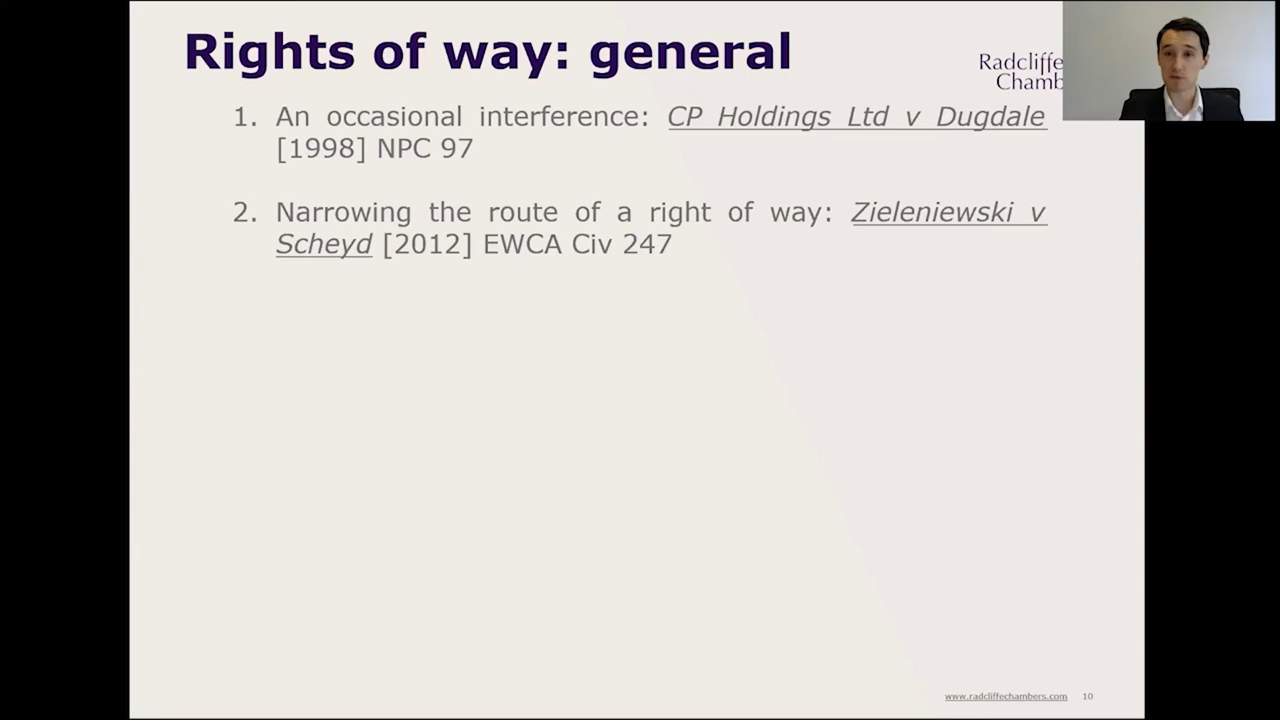 Rights of way: general
Radcliffe
Chamb
1. An occasional interference: CP Holdings Ltd v Dugdale
[1998] NPC 97
2. Narrowing the route of a right of way: Zieleniewski v
Scheyd [2012] EWCA Civ 247
www.radcliffechambers.com 10